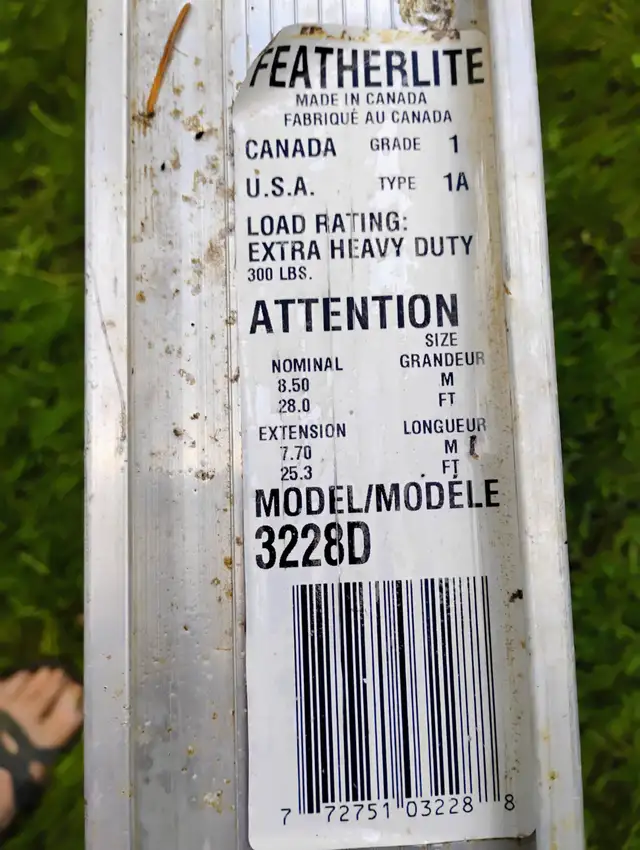 FEATHERLITE
MADE IN CANADA
FABRIQUÉ AU CANADA
CANADA GRADE 1
U.S.A. TYPE 1A
LOAD RATING:
EXTRA HEAVY DUTY
300 LBS.
ATTENTION
SIZE
NOMINAL GRANDEUR
8.50 M
28.0 FT
EXTENSION LONGUEUR
7.70 M
25.3 FT
MODEL/MODÉLE
3228D
7 72751 03228 8